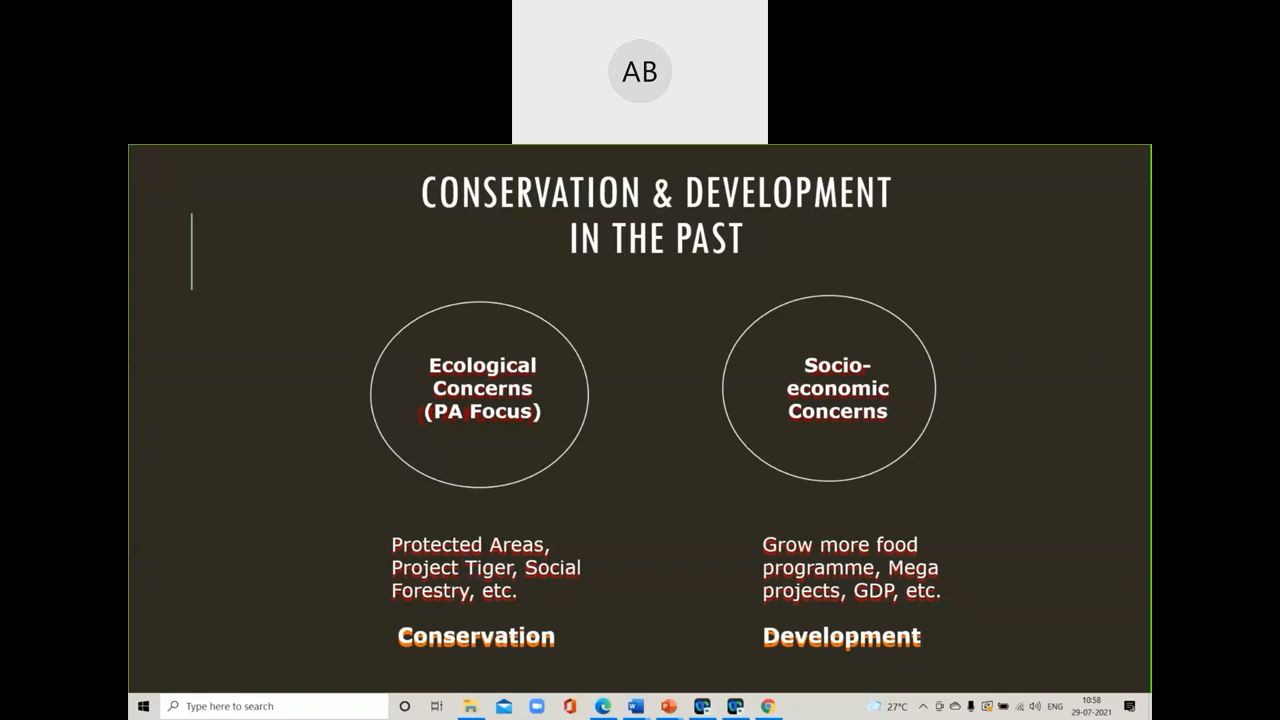 AB
CONSERVATION & DEVELOPMENT
IN THE PAST
Ecological
Concerns
(PA Focus)
Socio-
economic
Concerns
Protected Areas,
Project Tiger, Social
Forestry, etc.
Conservation
Grow more food
programme, Mega
projects, GDP, etc.
Development
Type here to search
27°C
ENG
10:58
29-07-2021